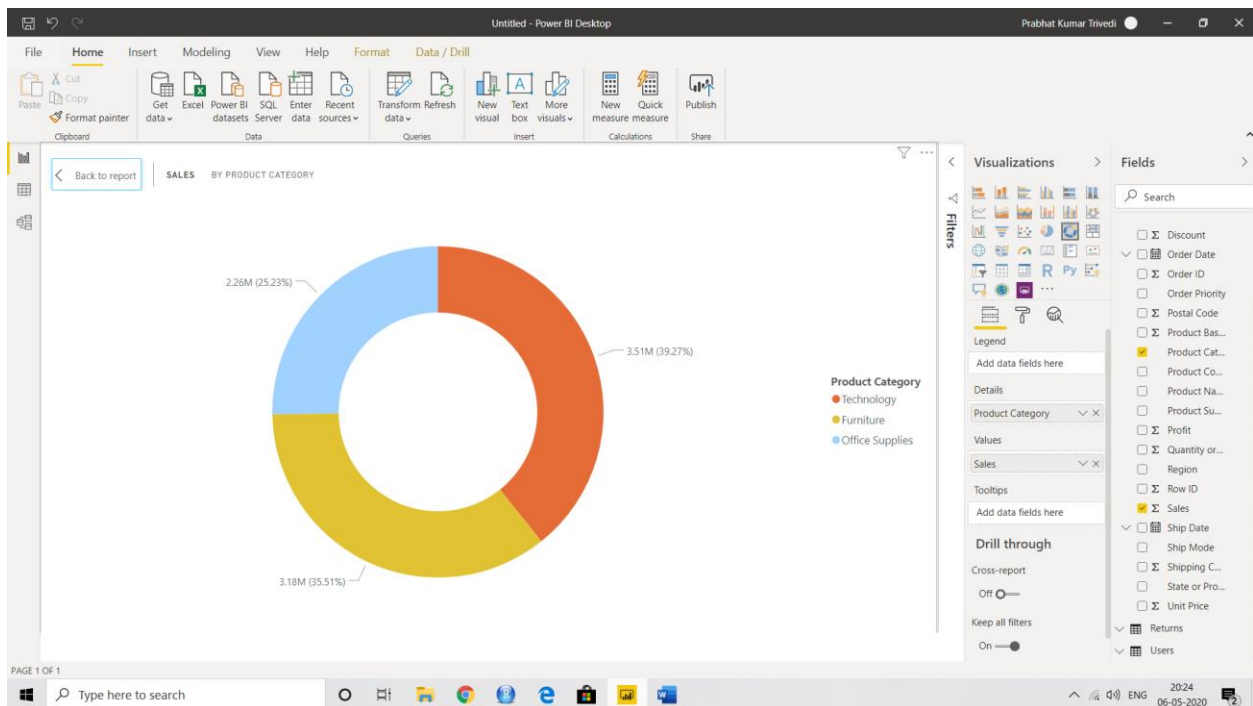 Untitled - Power BI Desktop
Prabhat Kumar Trivedi
File Home Insert Modeling View Help Format Data / Drill
Paste
Cut
Copy
Format painter
Clipboard
Get data
Excel
Power BI datasets
SQL Server
Enter data
Recent sources
Data
Transform data
Refresh
Queries
New visual
Text box
More visuals
Insert
New measure
Quick measure
Calculations
Publish
Share
Back to report
SALES BY PRODUCT CATEGORY
2.26M (25.23%)
3.51M (39.27%)
3.18M (35.51%)
Product Category
Technology
Furniture
Office Supplies
Filters
Visualizations
R Py
Legend
Add data fields here
Details
Product Category
Values
Sales
Tooltips
Add data fields here
Drill through
Cross-report
Off
Keep all filters
On
Fields
Search
Σ Discount
Order Date
Σ Order ID
Order Priority
Σ Postal Code
Σ Product Bas...
Product Cat...
Product Co...
Product Na...
Product Su...
Σ Profit
Σ Quantity or...
Region
Σ Row ID
Σ Sales
Ship Date
Ship Mode
Σ Shipping C...
State or Pro...
Σ Unit Price
Returns
Users
PAGE 1 OF 1
Type here to search
ENG
20:24
06-05-2020
2